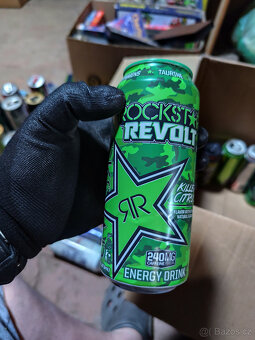 TAURINE
ROCKSTAR
REVOLT
KILLER
CITRUS
240MG
ENERGY DRINK
Bazos.cz